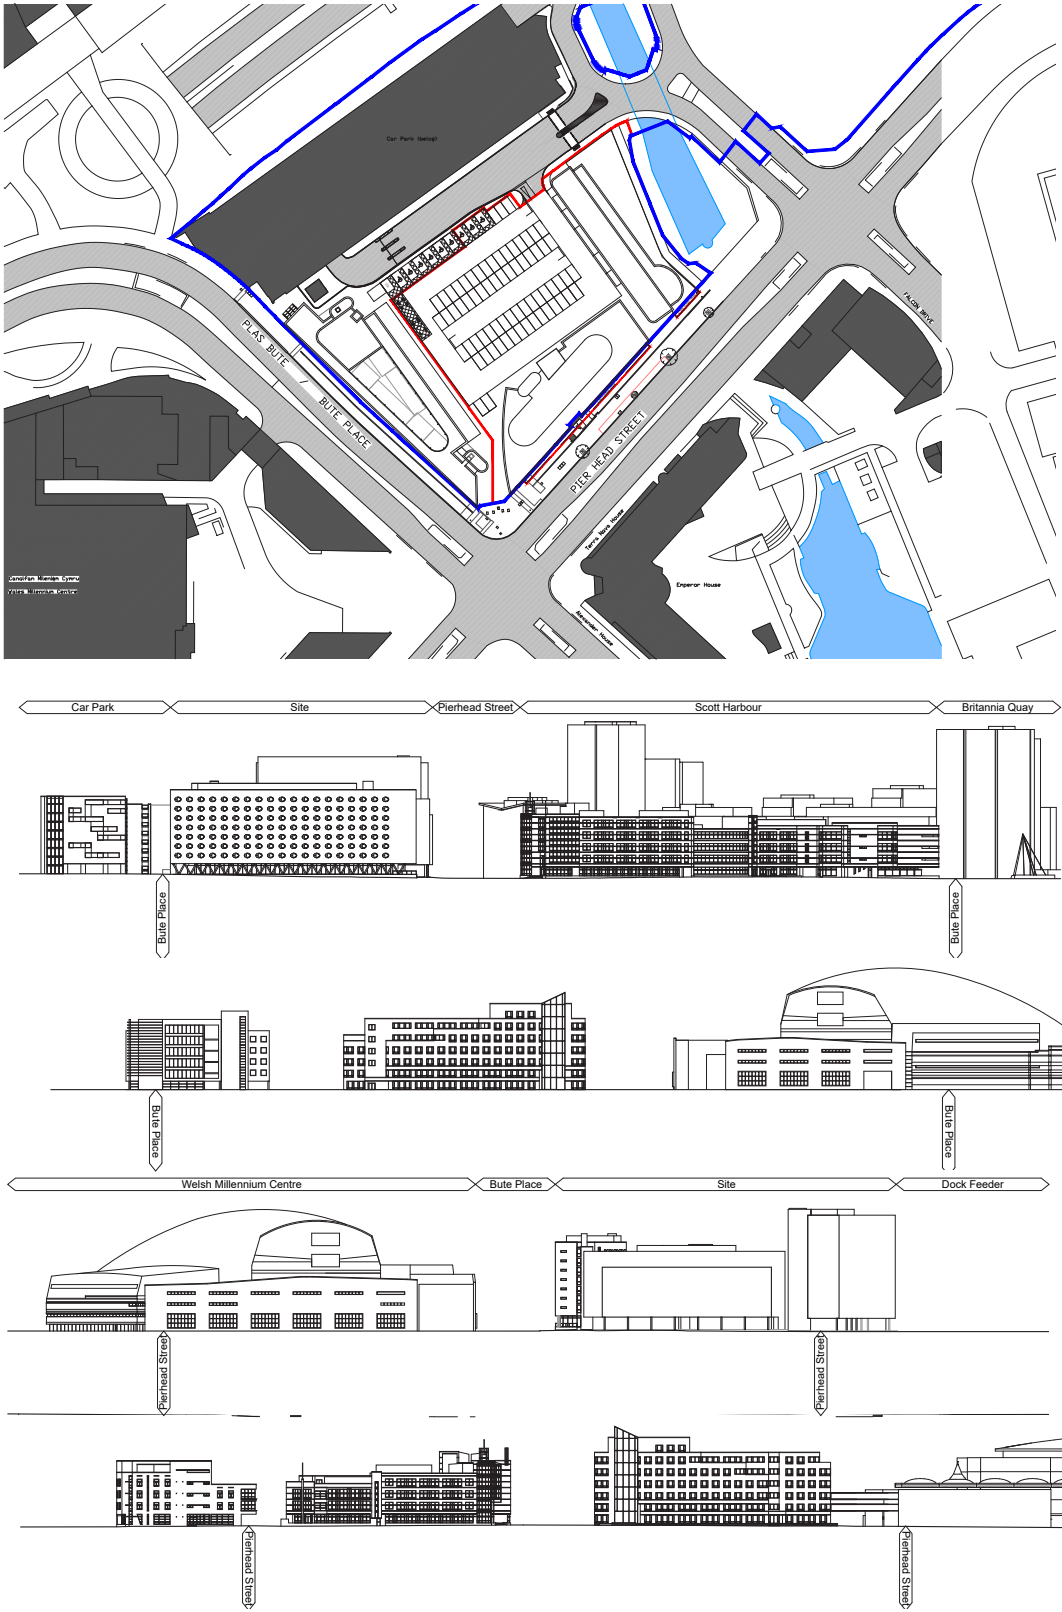 Car Park (below)
FALCON DRIVE
PLAS BUTE / BUTE PLACE
PIER HEAD STREET
Terra Nova House
Emperor House
Alexander House
Canolfan Mileniwm Cymru
Wales Millennium Centre
Car Park
Site
Pierhead Street
Scott Harbour
Britannia Quay
Bute Place
Bute Place
Bute Place
Bute Place
Welsh Millennium Centre
Bute Place
Site
Dock Feeder
Pierhead Street
Pierhead Street
Pierhead Street
Pierhead Street